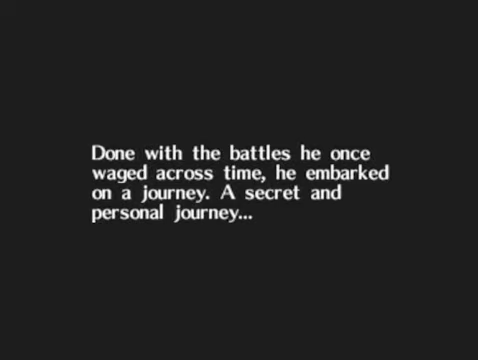 Done with the battles he once
waged across time, he embarked
on a journey. A secret and
personal journey...